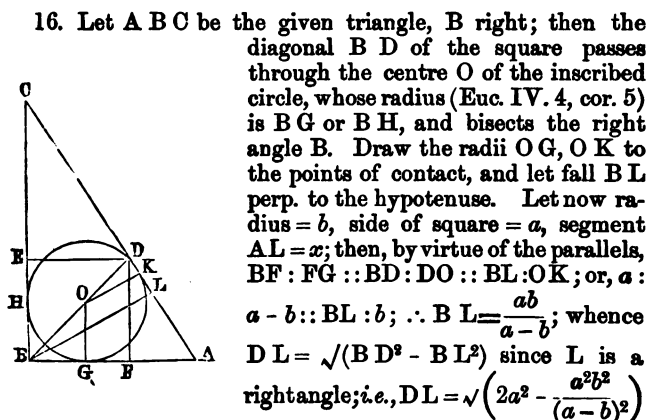 16. Let A B C be the given triangle, B right; then the
diagonal B D of the square passes
through the centre O of the inscribed
circle, whose radius (Euc. IV. 4, cor. 5)
is B G or B H, and bisects the right
angle B. Draw the radii O G, O K to
the points of contact, and let fall B L
perp. to the hypotenuse. Let now ra-
dius = b, side of square = a, segment
AL = x; then, by virtue of the parallels,
BF : FG :: BD : DO :: BL : OK; or, a :
a - b :: BL : b; ∴ B L = ab/(a - b); whence
D L = √(B D² - B L²) since L is a
right angle; i.e., D L = √(2a² - a²b²/(a - b)²)
C
E
D
K
L
O
H
B
G
F
A